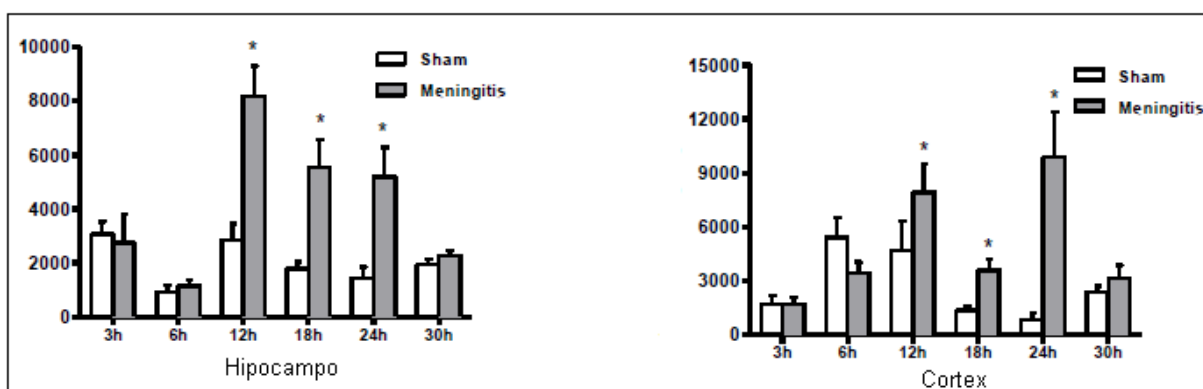 10000
8000
6000
4000
2000
0
*
*
*
Sham
Meningitis
3h 6h 12h 18h 24h 30h
Hipocampo
15000
12000
9000
6000
3000
0
*
*
*
Sham
Meningitis
3h 6h 12h 18h 24h 30h
Cortex